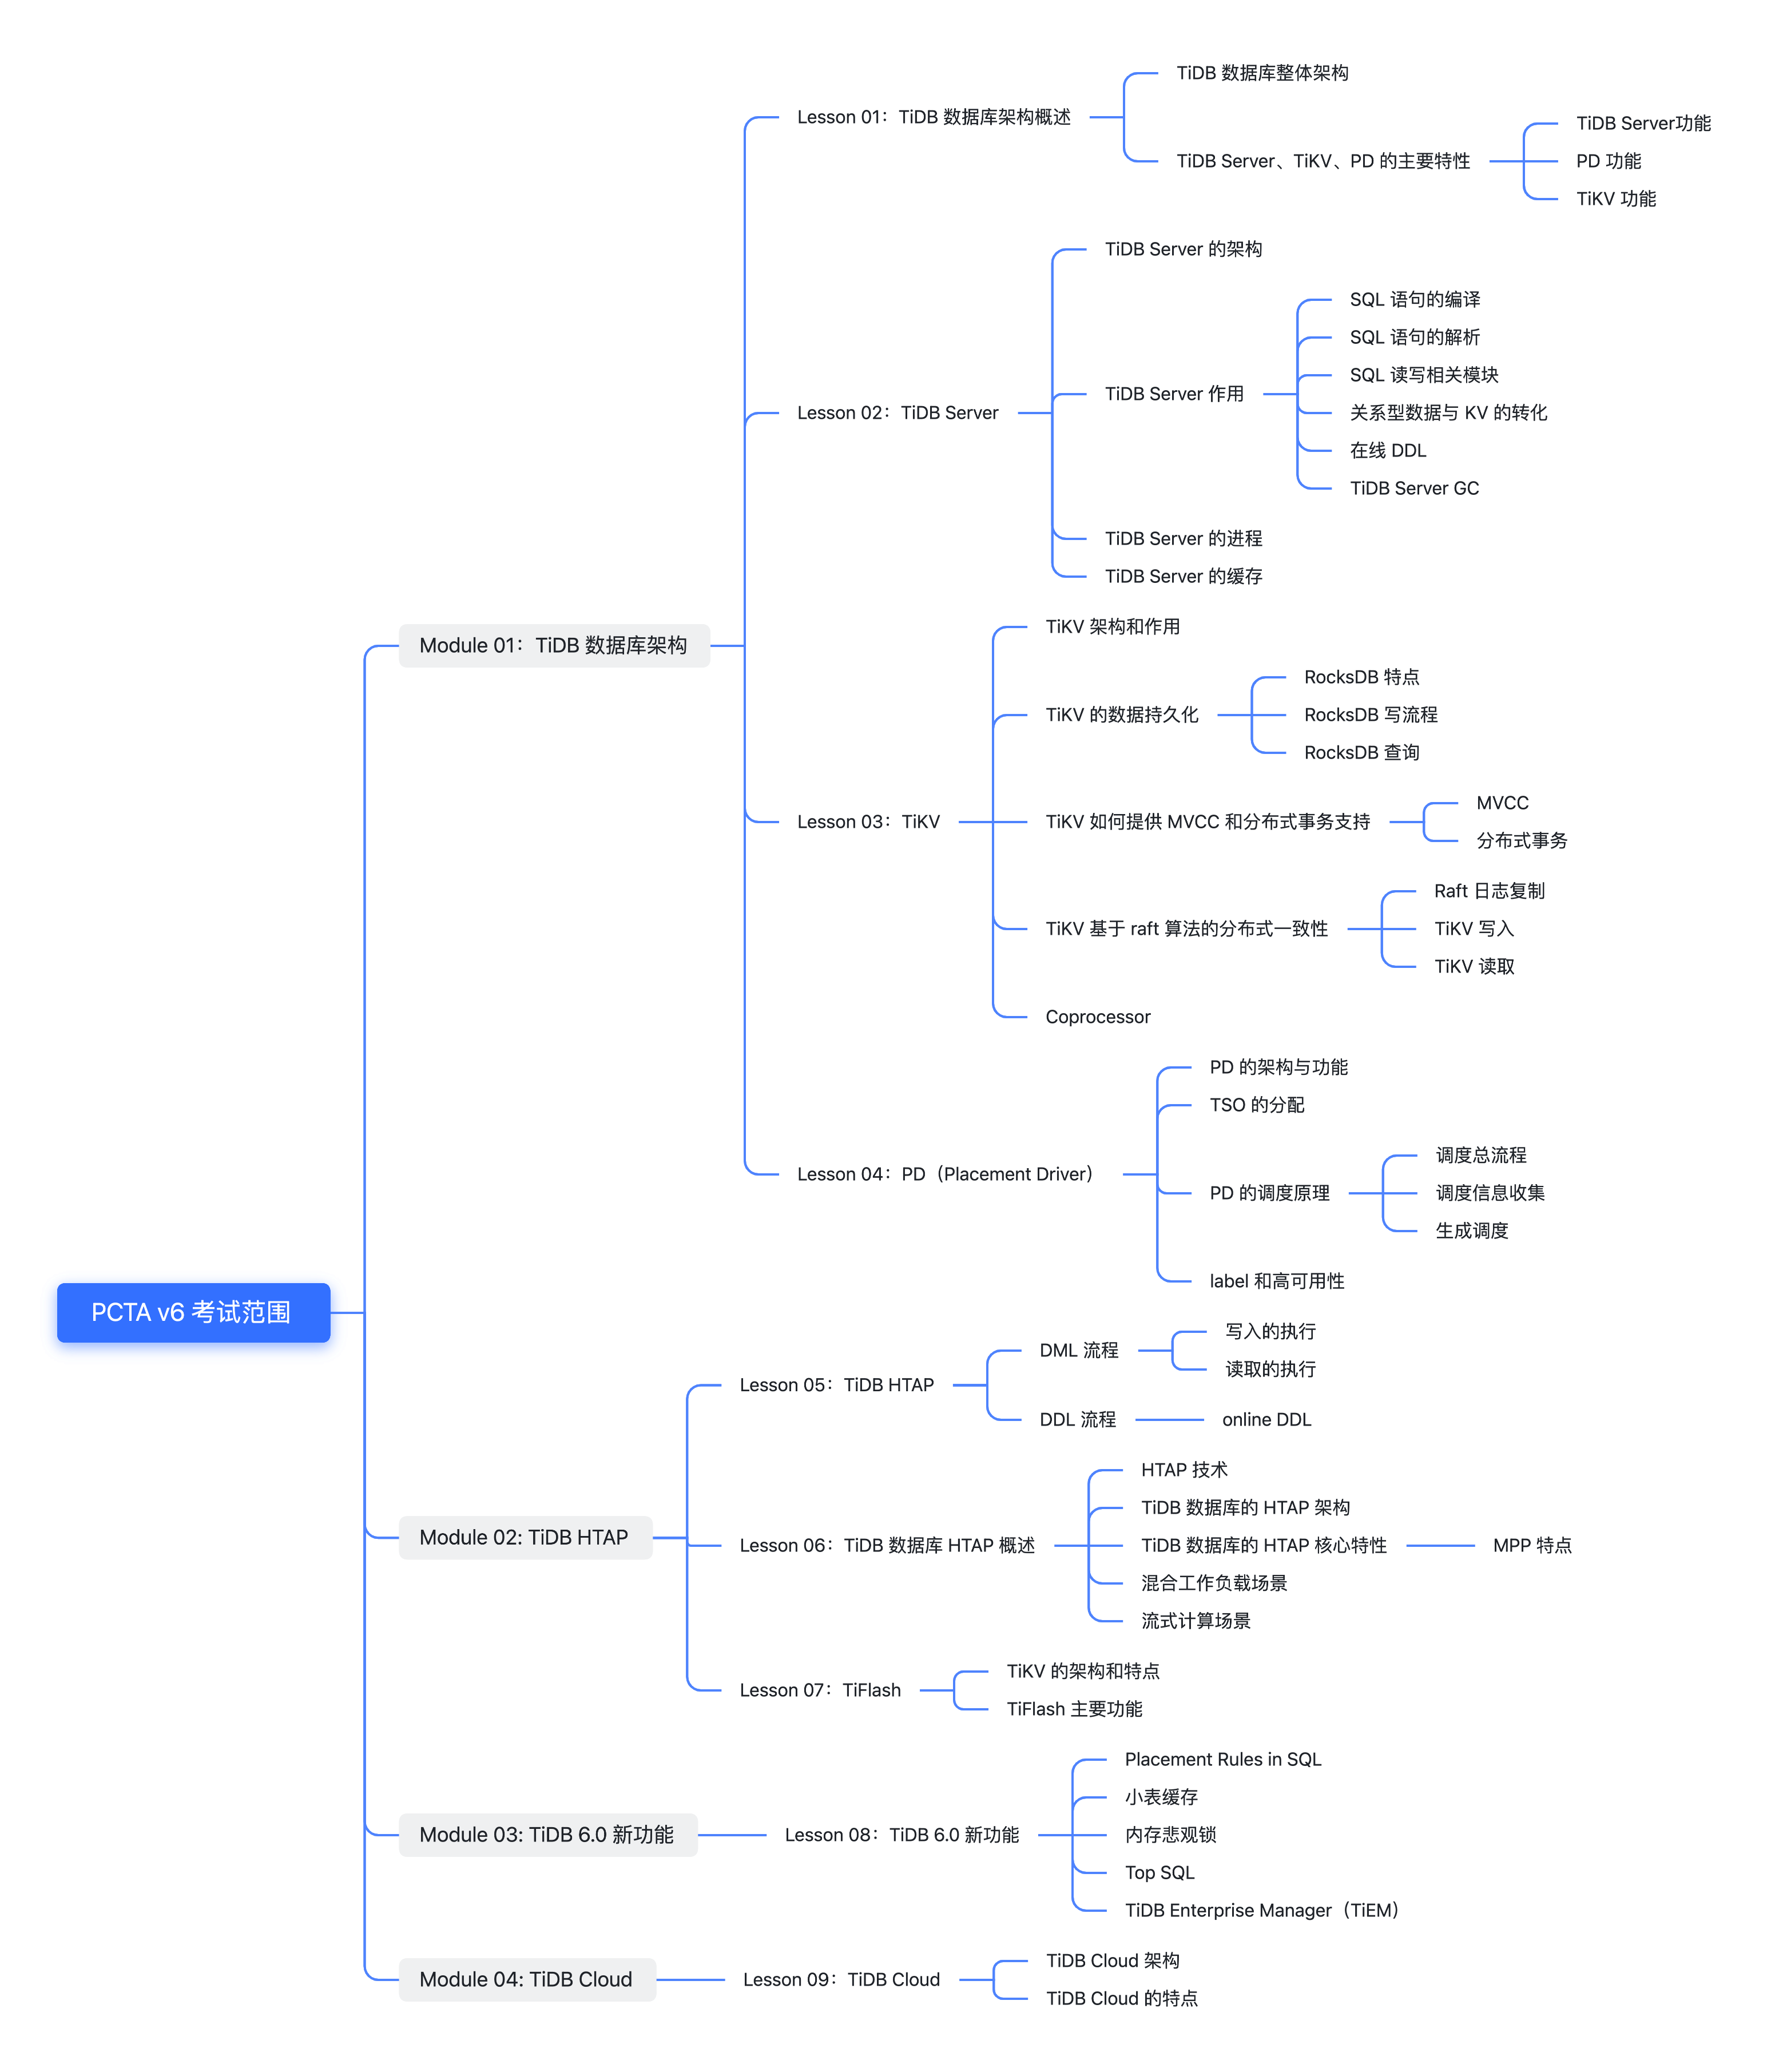 PCTA v6 考试范围
Module 01：TiDB 数据库架构
Lesson 01：TiDB 数据库架构概述
TiDB 数据库整体架构
TiDB Server、TiKV、PD 的主要特性
TiDB Server功能
PD 功能
TiKV 功能
Lesson 02：TiDB Server
TiDB Server 的架构
TiDB Server 作用
SQL 语句的编译
SQL 语句的解析
SQL 读写相关模块
关系型数据与 KV 的转化
在线 DDL
TiDB Server GC
TiDB Server 的进程
TiDB Server 的缓存
Lesson 03：TiKV
TiKV 架构和作用
TiKV 的数据持久化
RocksDB 特点
RocksDB 写流程
RocksDB 查询
TiKV 如何提供 MVCC 和分布式事务支持
MVCC
分布式事务
TiKV 基于 raft 算法的分布式一致性
Raft 日志复制
TiKV 写入
TiKV 读取
Coprocessor
Lesson 04：PD（Placement Driver）
PD 的架构与功能
TSO 的分配
PD 的调度原理
调度总流程
调度信息收集
生成调度
label 和高可用性
Module 02: TiDB HTAP
Lesson 05：TiDB HTAP
DML 流程
写入的执行
读取的执行
DDL 流程
online DDL
Lesson 06：TiDB 数据库 HTAP 概述
HTAP 技术
TiDB 数据库的 HTAP 架构
TiDB 数据库的 HTAP 核心特性
MPP 特点
混合工作负载场景
流式计算场景
Lesson 07：TiFlash
TiKV 的架构和特点
TiFlash 主要功能
Module 03: TiDB 6.0 新功能
Lesson 08：TiDB 6.0 新功能
Placement Rules in SQL
小表缓存
内存悲观锁
Top SQL
TiDB Enterprise Manager（TiEM）
Module 04: TiDB Cloud
Lesson 09：TiDB Cloud
TiDB Cloud 架构
TiDB Cloud 的特点